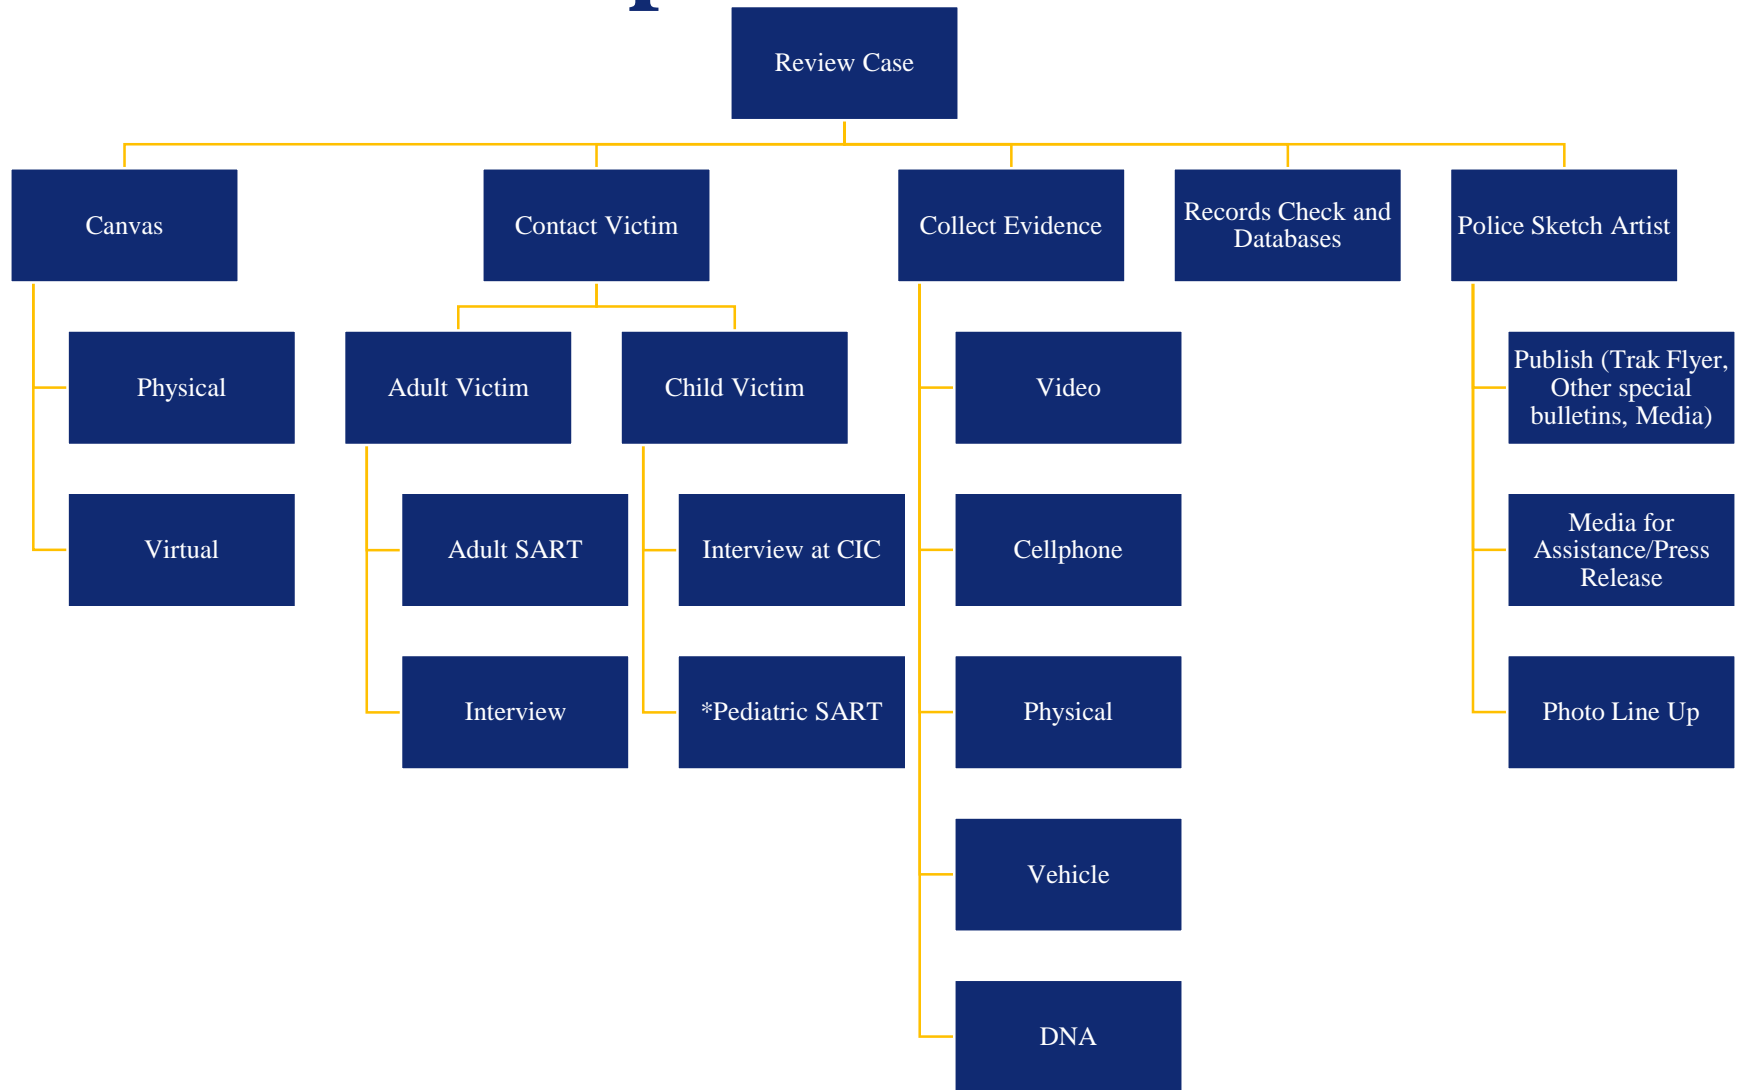 Review Case
Canvas
Contact Victim
Collect Evidence
Records Check and
Databases
Police Sketch Artist
Physical
Virtual
Adult Victim
Child Victim
Adult SART
Interview
Interview at CIC
*Pediatric SART
Video
Cellphone
Physical
Vehicle
DNA
Publish (Trak Flyer,
Other special
bulletins, Media)
Media for
Assistance/Press
Release
Photo Line Up